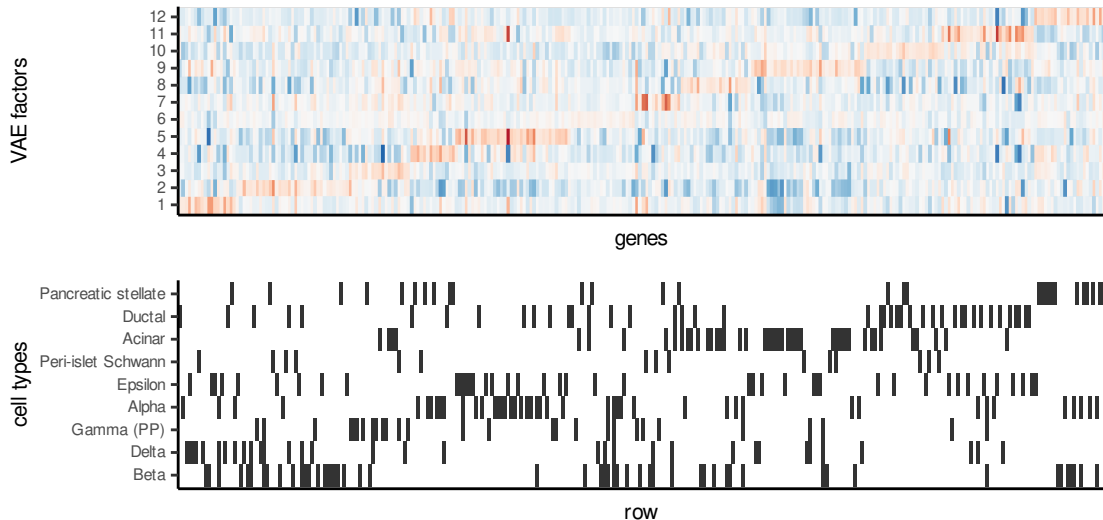 VAE factors
12
11
10
9
8
7
6
5
4
3
2
1
genes
cell types
Pancreatic stellate
Ductal
Acinar
Peri-islet Schwann
Epsilon
Alpha
Gamma (PP)
Delta
Beta
row